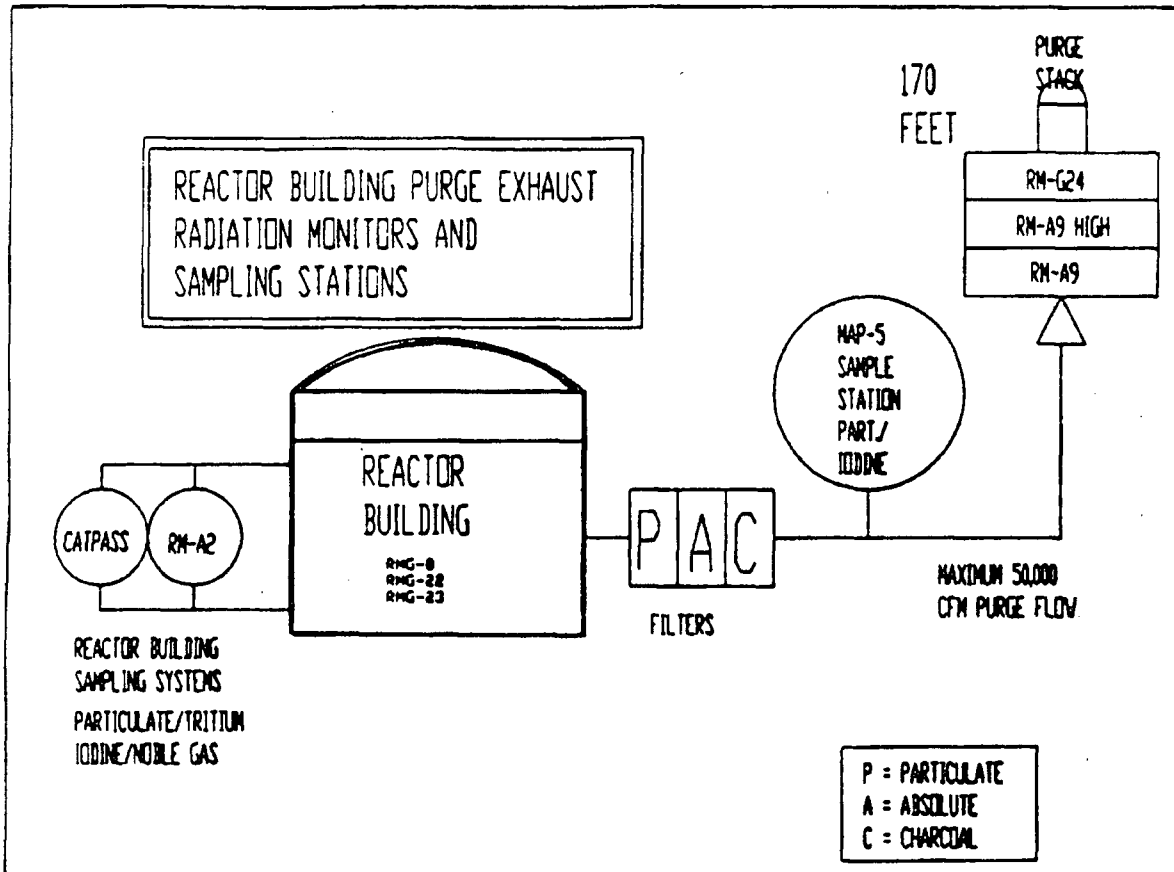 PURGE
STACK
170
FEET
RM-G24
RM-A9 HIGH
RM-A9
REACTOR BUILDING PURGE EXHAUST
RADIATION MONITORS AND
SAMPLING STATIONS
MAP-5
SAMPLE
STATION
PART./
IODINE
REACTOR
BUILDING
RMG-8
RMG-22
RMG-23
CATPASS
RM-A2
P A C
FILTERS
MAXIMUM 50,000
CFM PURGE FLOW
REACTOR BUILDING
SAMPLING SYSTEMS
PARTICULATE/TRITIUM
IODINE/NOBLE GAS
P = PARTICULATE
A = ABSOLUTE
C = CHARCOAL